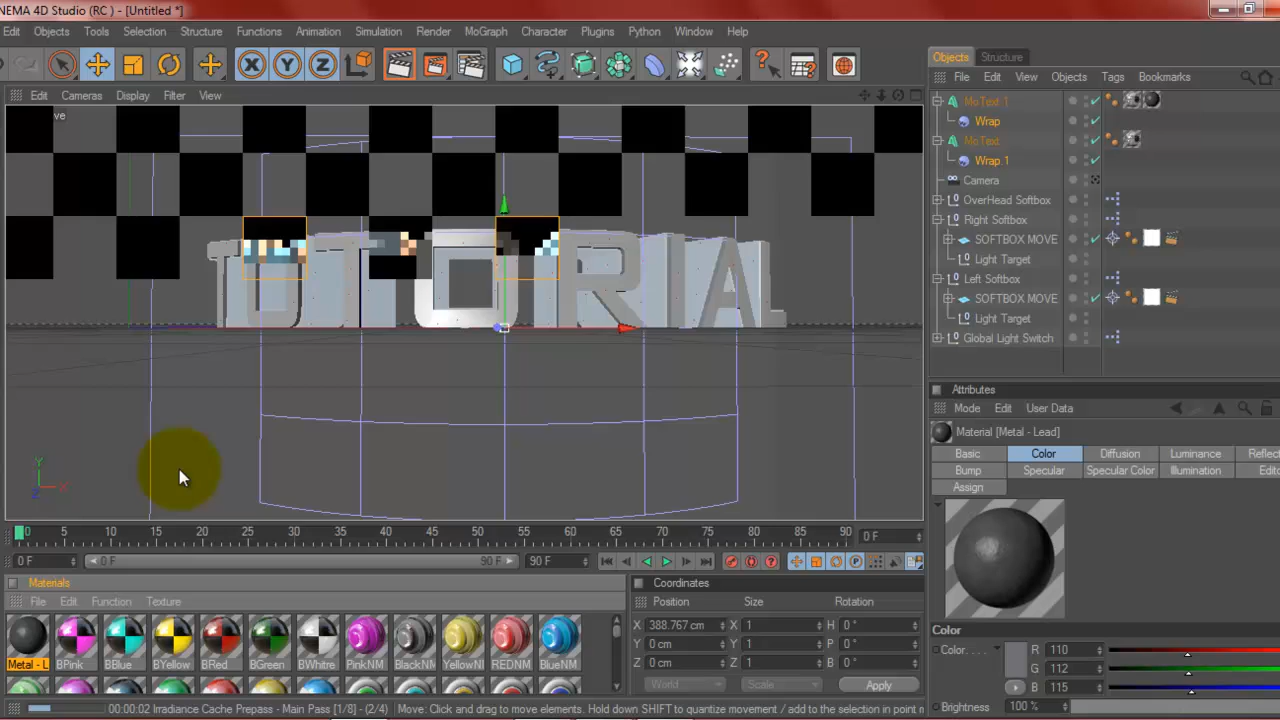 NEMA 4D Studio (RC ) - [Untitled *]
Edit Objects Tools Selection Structure Functions Animation Simulation Render MoGraph Character Plugins Python Window Help
X Y Z
Objects Structure
File Edit View Objects Tags Bookmarks
Edit Cameras Display Filter View
MoText 1
Wrap
MoText
Wrap 1
Camera
OverHead Softbox
Right Softbox
SOFTBOX MOVE
Light Target
Left Softbox
SOFTBOX MOVE
Light Target
Global Light Switch
ve
TUTORIAL
Y
X
Z
Attributes
Mode Edit User Data
Material [Metal - Lead]
Basic Color Diffusion Luminance Reflec
Bump Specular Specular Color Illumination Edito
Assign
0 5 10 15 20 25 30 35 40 45 50 55 60 65 70 75 80 85 90 0 F
0 F 0 F 90 F 90 F
Materials
File Edit Function Texture
Metal - L BPink BBlue BYellow BRed BGreen BWhitre PinkNM BlackNM YellowNI REDNM BlueNM
Coordinates
Position Size Rotation
X 388.767 cm X 1 H 0 °
Y 0 cm Y 1 P 0 °
Z 0 cm Z 1 B 0 °
World Scale Apply
Color
Color. . . . R 110
G 112
B 115
Brightness 100 %
00:00:02 Irradiance Cache Prepass - Main Pass [1/8] - (2/4) Move: Click and drag to move elements. Hold down SHIFT to quantize movement / add to the selection in point m